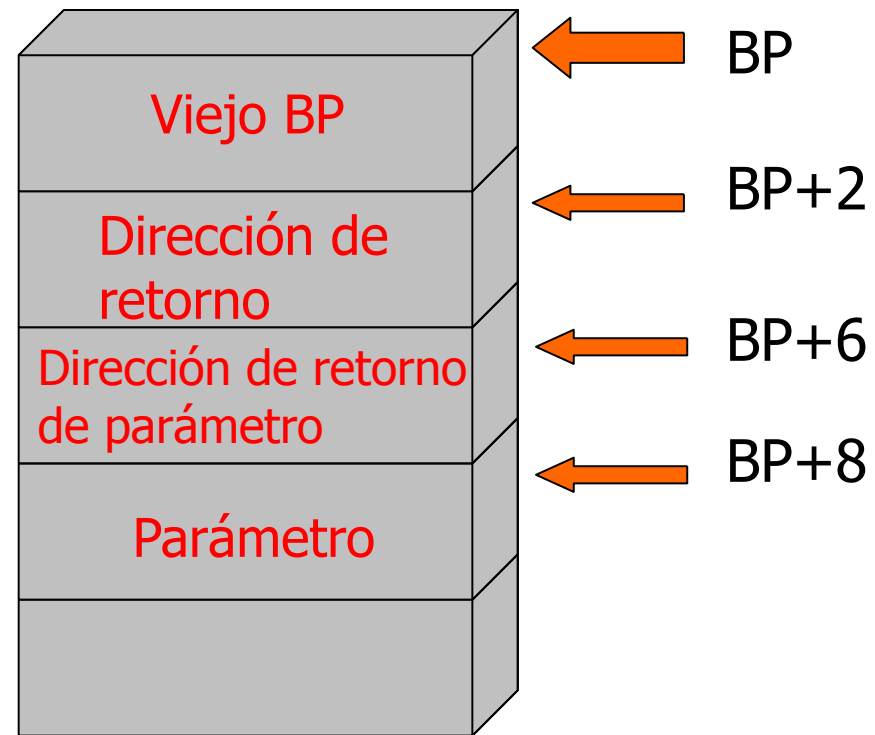 BP
Viejo BP
BP+2
Dirección de
retorno
BP+6
Dirección de retorno
de parámetro
BP+8
Parámetro